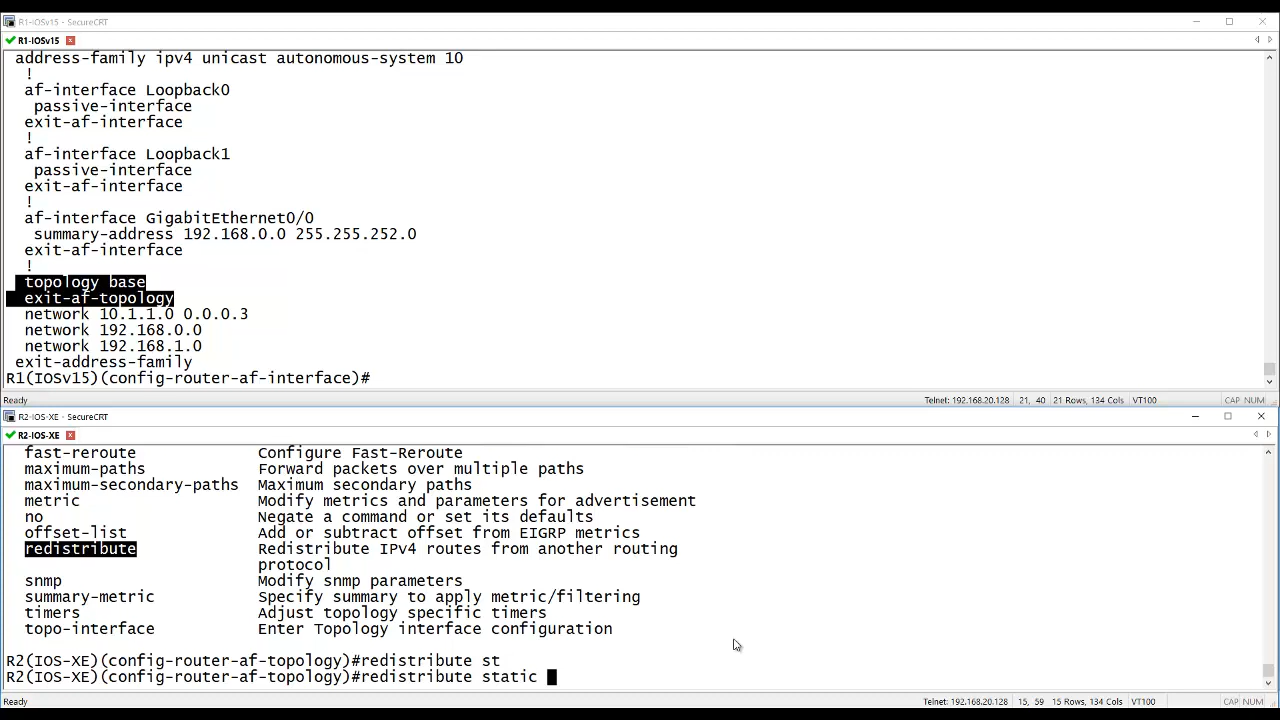 R1-IOSv15 - SecureCRT
R1-IOSv15
address-family ipv4 unicast autonomous-system 10
!
af-interface Loopback0
passive-interface
exit-af-interface
!
af-interface Loopback1
passive-interface
exit-af-interface
!
af-interface GigabitEthernet0/0
summary-address 192.168.0.0 255.255.252.0
exit-af-interface
!
topology base
exit-af-topology
network 10.1.1.0 0.0.0.3
network 192.168.0.0
network 192.168.1.0
exit-address-family
R1(IOSv15)(config-router-af-interface)#
Ready Telnet: 192.168.20.128 21, 40 21 Rows, 134 Cols VT100 CAP NUM
R2-IOS-XE - SecureCRT
R2-IOS-XE
fast-reroute Configure Fast-Reroute
maximum-paths Forward packets over multiple paths
maximum-secondary-paths Maximum secondary paths
metric Modify metrics and parameters for advertisement
no Negate a command or set its defaults
offset-list Add or subtract offset from EIGRP metrics
redistribute Redistribute IPv4 routes from another routing
protocol
snmp Modify snmp parameters
summary-metric Specify summary to apply metric/filtering
timers Adjust topology specific timers
topo-interface Enter Topology interface configuration
R2(IOS-XE)(config-router-af-topology)#redistribute st
R2(IOS-XE)(config-router-af-topology)#redistribute static
Ready Telnet: 192.168.20.128 15, 59 15 Rows, 134 Cols VT100 CAP NUM